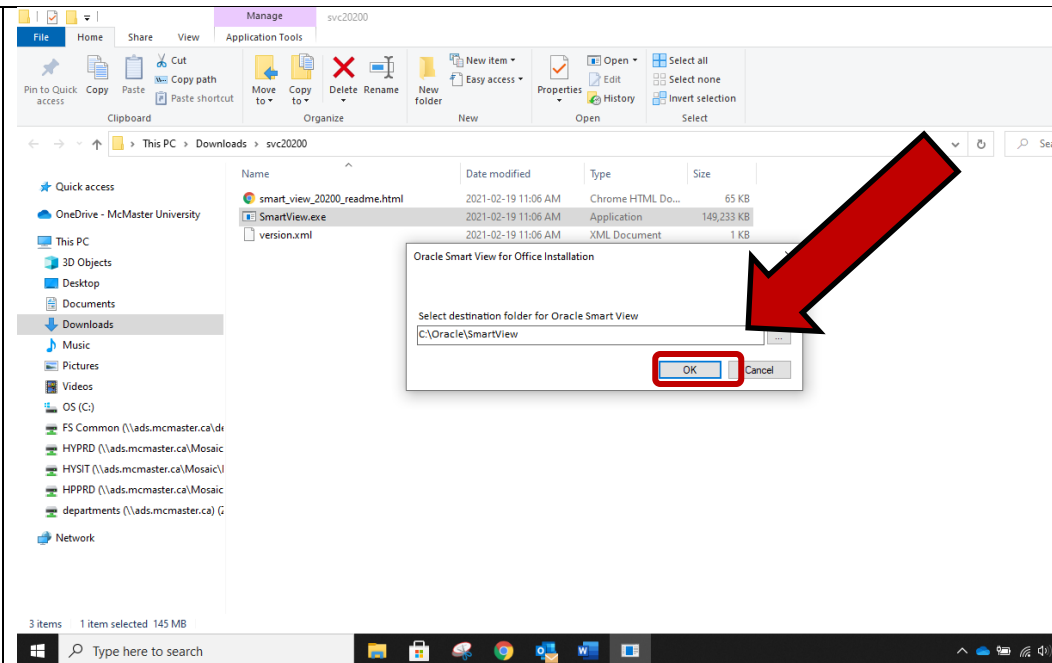 Manage svc20200
File Home Share View Application Tools
Pin to Quick access
Copy
Paste
Cut
Copy path
Paste shortcut
Move to
Copy to
Delete
Rename
New folder
New item
Easy access
Properties
Open
Edit
History
Select all
Select none
Invert selection
Clipboard Organize New Open Select
This PC > Downloads > svc20200
Name Date modified Type Size
smart_view_20200_readme.html 2021-02-19 11:06 AM Chrome HTML Do... 65 KB
SmartView.exe 2021-02-19 11:06 AM Application 149,233 KB
version.xml 2021-02-19 11:06 AM XML Document 1 KB
Quick access
OneDrive - McMaster University
This PC
3D Objects
Desktop
Documents
Downloads
Music
Pictures
Videos
OS (C:)
FS Common (\\ads.mcmaster.ca\de
HYPRD (\\ads.mcmaster.ca\Mosaic
HYSIT (\\ads.mcmaster.ca\Mosaic\
HPPRD (\\ads.mcmaster.ca\Mosaic
departments (\\ads.mcmaster.ca) (
Network
Oracle Smart View for Office Installation
Select destination folder for Oracle Smart View
C:\Oracle\SmartView
...
OK Cancel
3 items 1 item selected 145 MB
Type here to search